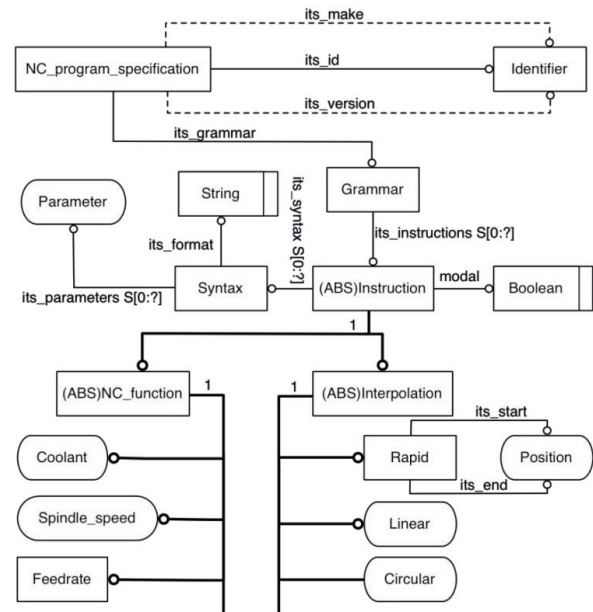 its_make
NC_program_specification
its_id
Identifier
its_version
its_grammar
Parameter
String
its_syntax S[0:?]
Grammar
its_format
its_instructions S[0:?]
its_parameters S[0:?]
Syntax
(ABS)Instruction
modal
Boolean
1
(ABS)NC_function
1
1
(ABS)Interpolation
its_start
Coolant
Rapid
Position
its_end
Spindle_speed
Linear
Feedrate
Circular